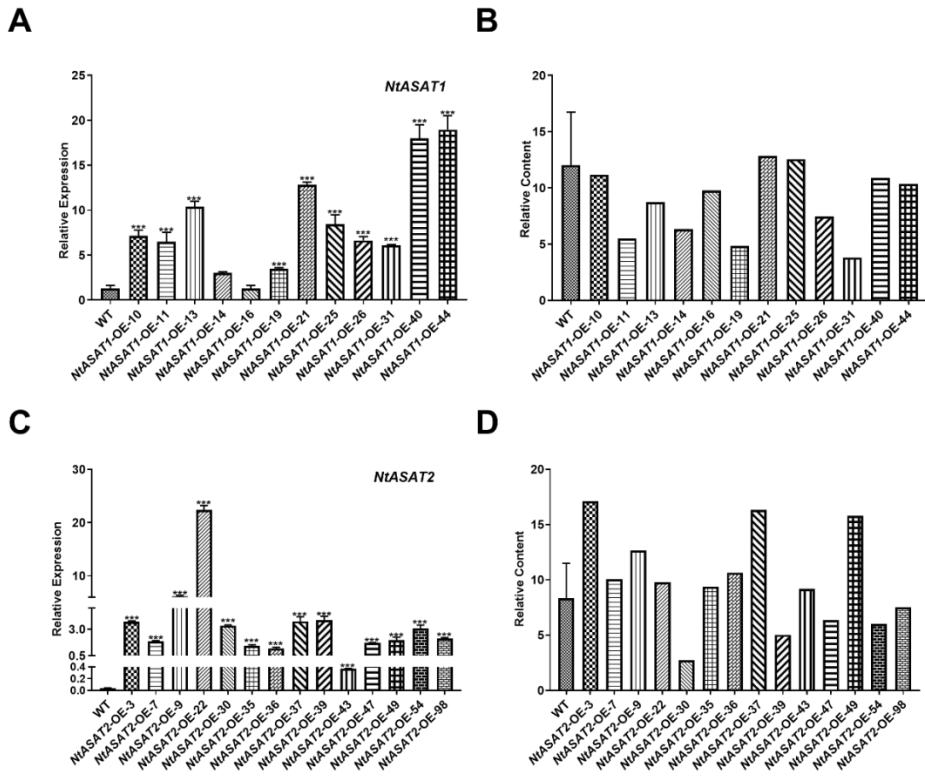 A
B
NtASAT1
Relative Expression
25
20
15
10
5
0
*** *** *** *** *** *** *** *** *** ***
WT
NtASAT1-OE-10
NtASAT1-OE-11
NtASAT1-OE-13
NtASAT1-OE-14
NtASAT1-OE-16
NtASAT1-OE-19
NtASAT1-OE-21
NtASAT1-OE-25
NtASAT1-OE-26
NtASAT1-OE-31
NtASAT1-OE-40
NtASAT1-OE-44
Relative Content
20
15
10
5
0
WT
NtASAT1-OE-10
NtASAT1-OE-11
NtASAT1-OE-13
NtASAT1-OE-14
NtASAT1-OE-16
NtASAT1-OE-19
NtASAT1-OE-21
NtASAT1-OE-25
NtASAT1-OE-26
NtASAT1-OE-31
NtASAT1-OE-40
NtASAT1-OE-44
C
D
NtASAT2
Relative Expression
30
20
10
3.0
0.5
0.4
0.2
0.0
*** *** *** *** *** *** *** *** *** *** *** *** *** ***
WT
NtASAT2-OE-3
NtASAT2-OE-7
NtASAT2-OE-9
NtASAT2-OE-22
NtASAT2-OE-30
NtASAT2-OE-35
NtASAT2-OE-36
NtASAT2-OE-37
NtASAT2-OE-39
NtASAT2-OE-43
NtASAT2-OE-47
NtASAT2-OE-49
NtASAT2-OE-54
NtASAT2-OE-98
Relative Content
20
15
10
5
0
WT
NtASAT2-OE-3
NtASAT2-OE-7
NtASAT2-OE-9
NtASAT2-OE-22
NtASAT2-OE-30
NtASAT2-OE-35
NtASAT2-OE-36
NtASAT2-OE-37
NtASAT2-OE-39
NtASAT2-OE-43
NtASAT2-OE-47
NtASAT2-OE-49
NtASAT2-OE-54
NtASAT2-OE-98